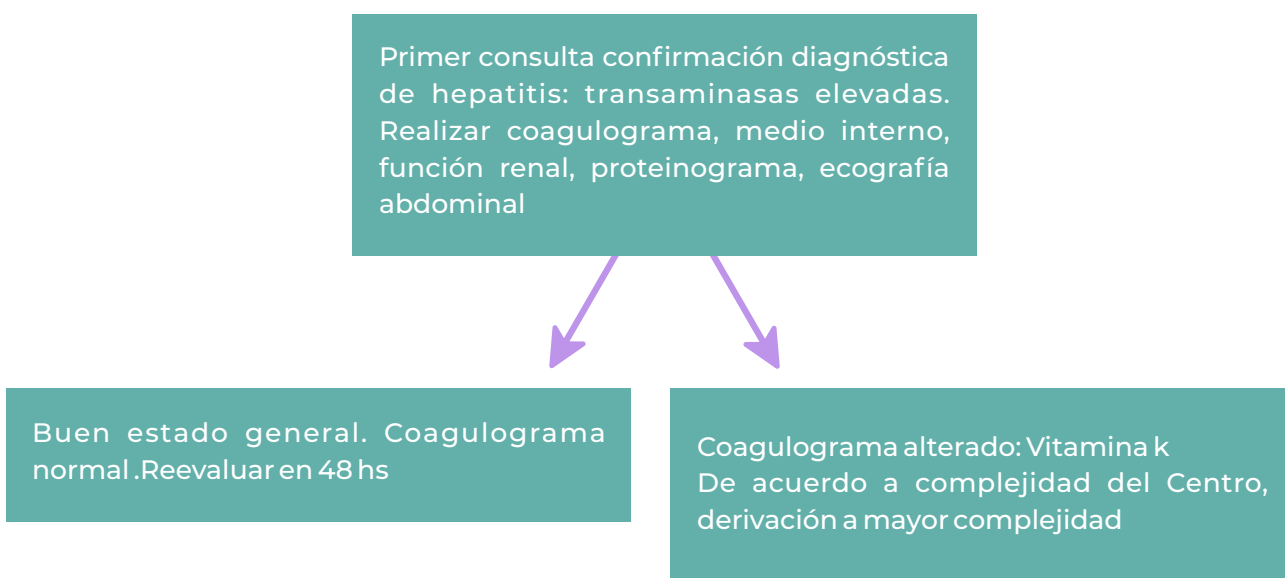 Primer consulta confirmación diagnóstica
de hepatitis: transaminasas elevadas.
Realizar coagulograma, medio interno,
función renal, proteinograma, ecografía
abdominal
Buen estado general. Coagulograma
normal .Reevaluar en 48 hs
Coagulograma alterado: Vitamina k
De acuerdo a complejidad del Centro,
derivación a mayor complejidad